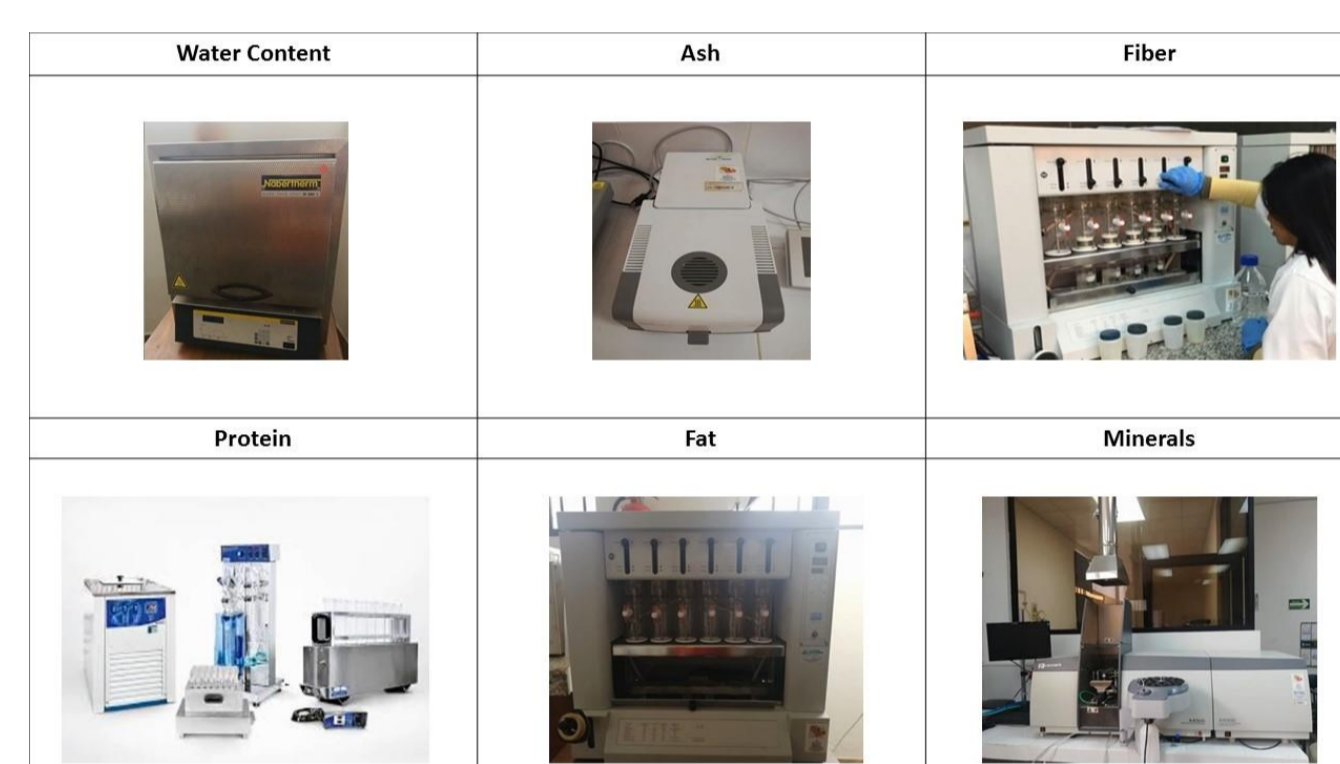 Water Content
Ash
Fiber
Nabertherm
Protein
Fat
Minerals